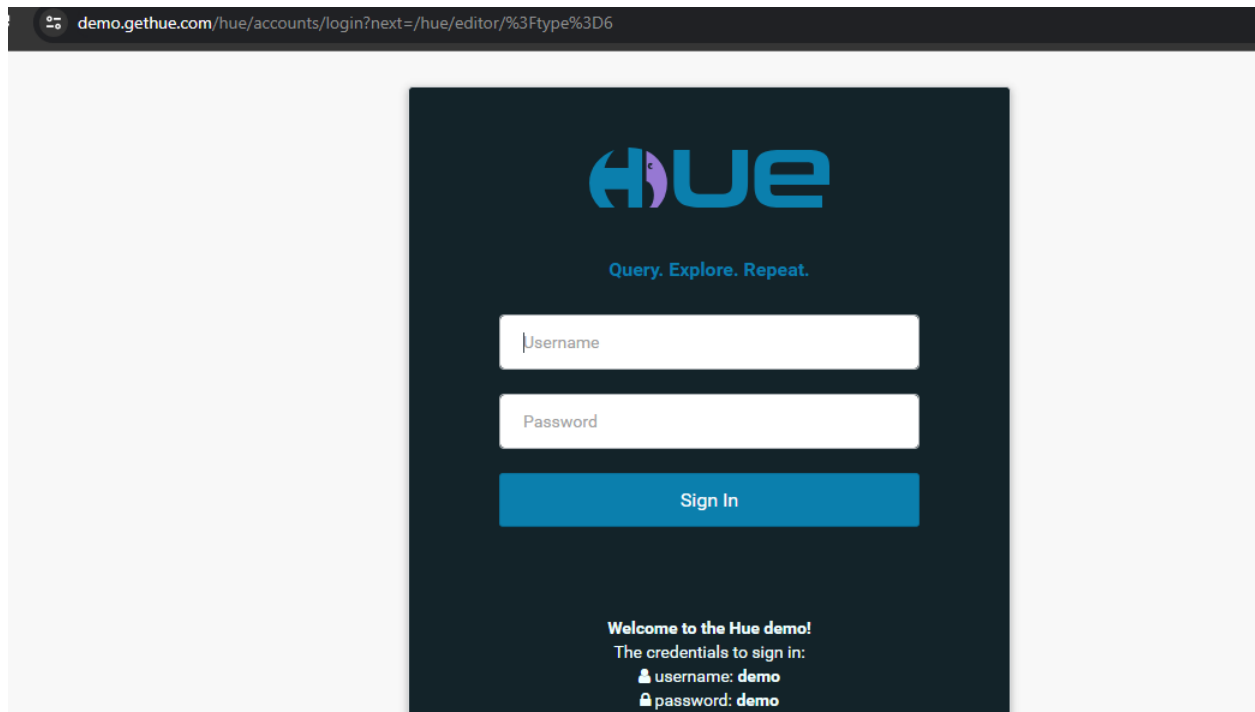 demo.gethue.com/hue/accounts/login?next=/hue/editor/%3Ftype%3D6
HUE
Query. Explore. Repeat.
Username
Password
Sign In
Welcome to the Hue demo!
The credentials to sign in:
username: demo
password: demo